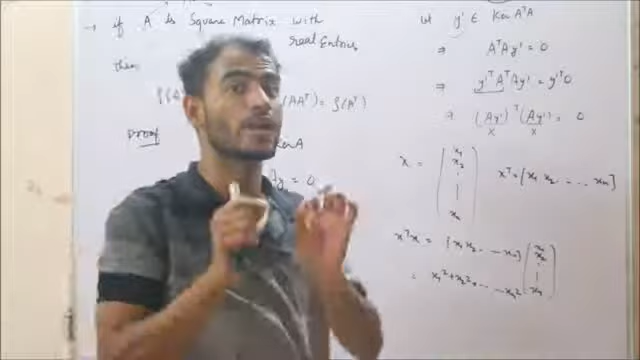 → if A is Square Matrix with
real Entries
then
(AAᵀ) = ρ(Aᵀ)
Proof
Ker A
= 0
let y' ∈ Ker AᵀA
⇒ AᵀAy' = 0
⇒ y'ᵀAᵀAy' = y'ᵀ0
⇒ (Ay')ᵀ(Ay') = 0
x x
x = ( x₁ x₂ ⋮ | | xₙ ) xᵀ = [x₁ x₂ - - - - xₙ]
xᵀx = [x₁ x₂ - - - xₙ] ( x₁ x₂ ⋮ | xₙ )
= x₁² + x₂² + - - - xₙ²